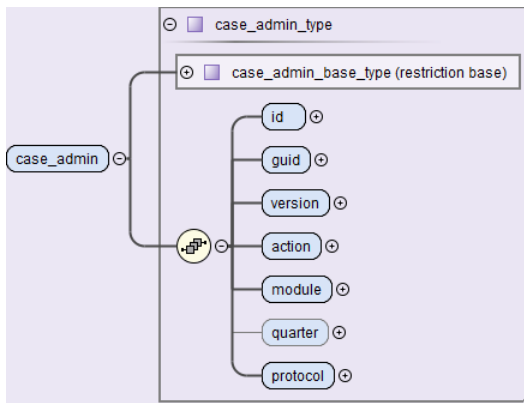 case_admin_type
case_admin_base_type (restriction base)
id
guid
case_admin
version
action
module
quarter
protocol